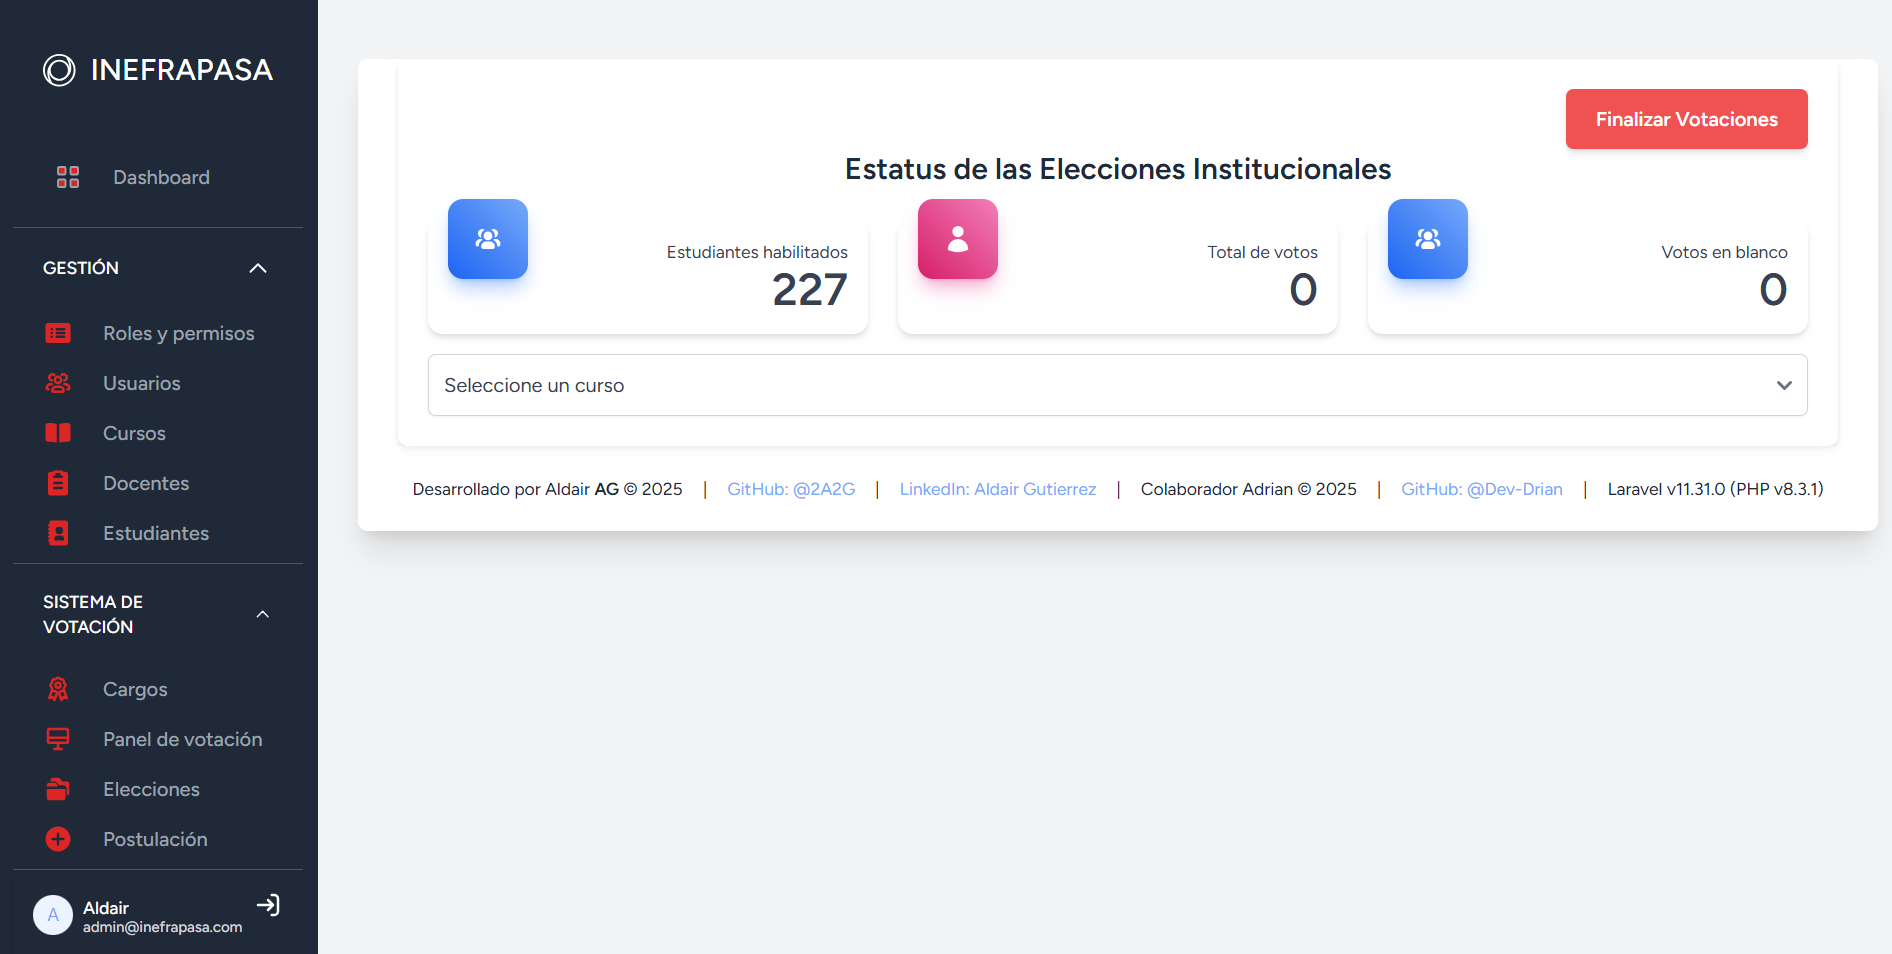 INEFRAPASA
Dashboard
GESTIÓN
Roles y permisos
Usuarios
Cursos
Docentes
Estudiantes
SISTEMA DE
VOTACIÓN
Cargos
Panel de votación
Elecciones
Postulación
A
Aldair
admin@inefrapasa.com
Finalizar Votaciones
Estatus de las Elecciones Institucionales
Estudiantes habilitados
227
Total de votos
0
Votos en blanco
0
Seleccione un curso
Desarrollado por Aldair AG © 2025 | GitHub: @2A2G | LinkedIn: Aldair Gutierrez | Colaborador Adrian © 2025 | GitHub: @Dev-Drian | Laravel v11.31.0 (PHP v8.3.1)